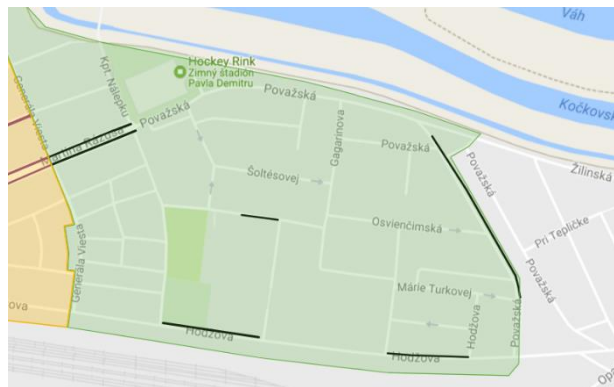 Váh
Kočkovsk
Hockey Rink
Zimný štadión
Pavla Demitru
Kpt. Nálepku
Generála Viesta
Považská
Považská
Gagarinova
Považská
Považská
Žilinská
Šoltésovej
Osvienčimská
Pri Tepličke
Generála Viesta
Považská
Márie Turkovej
Hodžova
Považská
ova
Hodžova
Hodžova